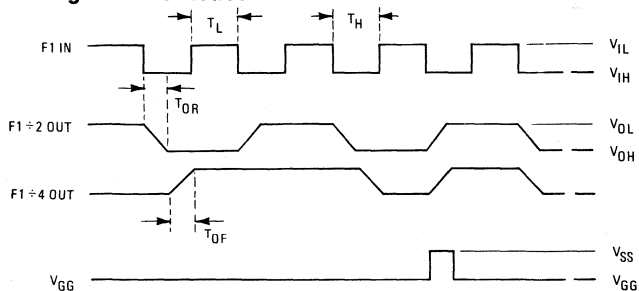 T_L
T_H
F1 IN
V_IL
V_IH
T_OR
F1÷2 OUT
V_OL
V_OH
F1÷4 OUT
T_OF
V_SS
V_GG
V_GG